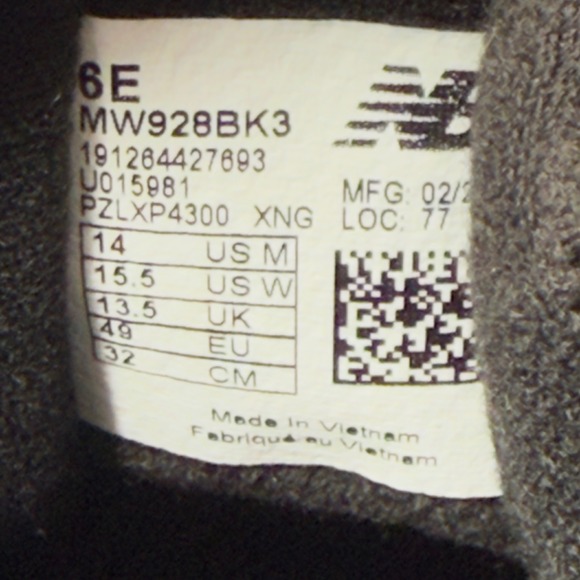 6E
MW928BK3
191264427693
U015981
PZLXP4300 XNG
MFG: 02/2
LOC: 77
14 US M
15.5 US W
13.5 UK
49 EU
32 CM
Made in Vietnam
Fabriqué au Vietnam